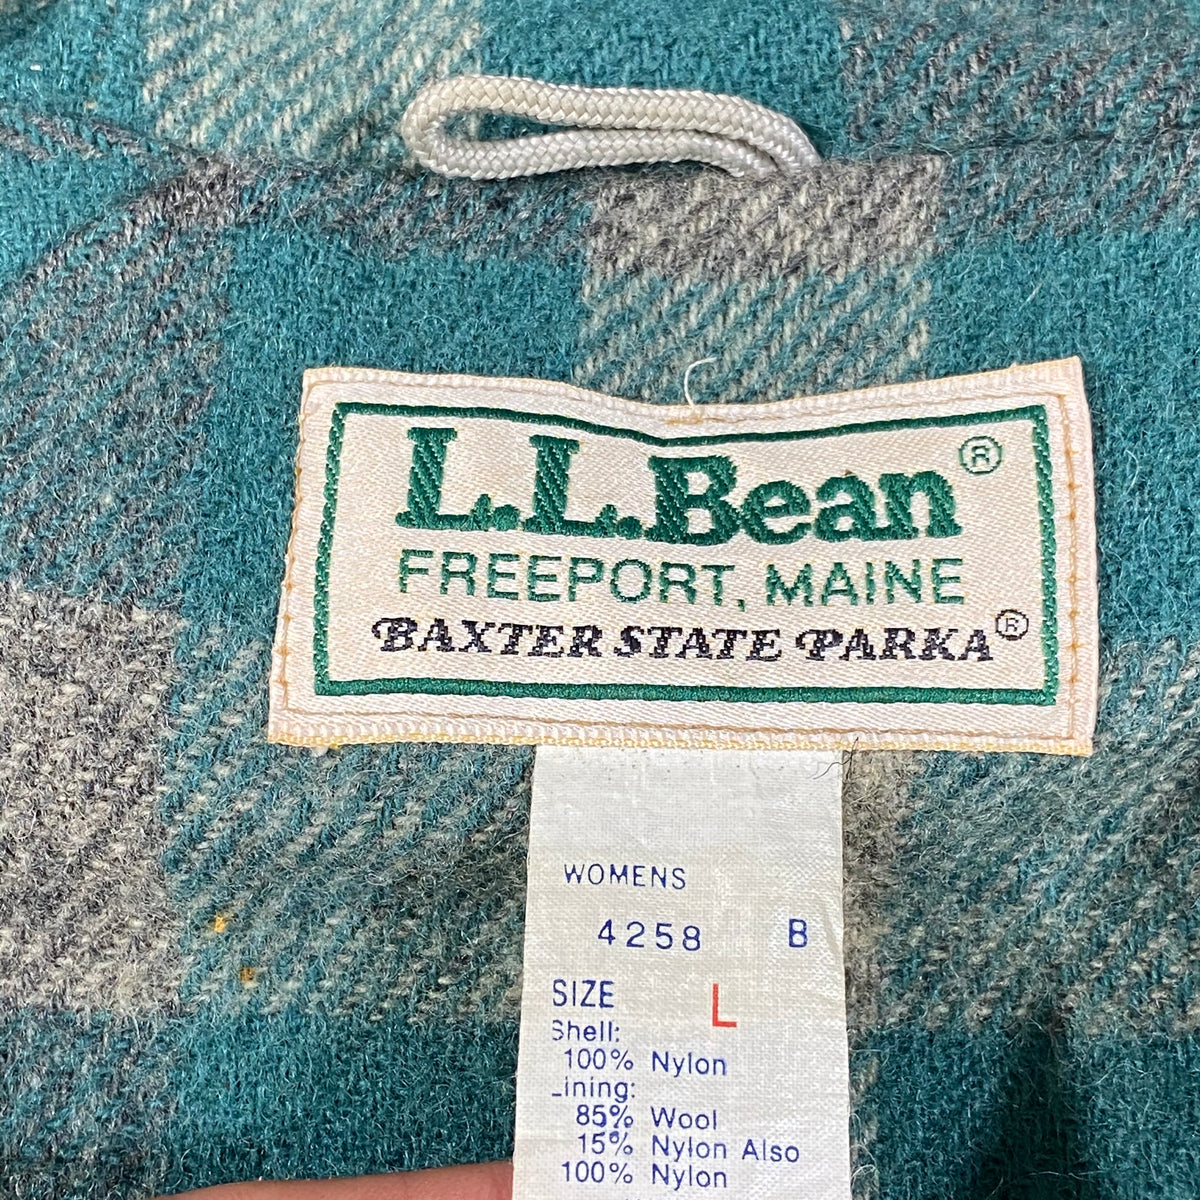 L.L.Bean®
FREEPORT, MAINE
BAXTER STATE PARKA®
WOMENS
4258 B
SIZE L
Shell:
100% Nylon
Lining:
85% Wool
15% Nylon Also
100% Nylon